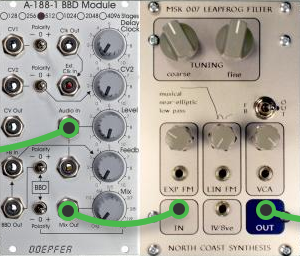 A-188-1 BBD Module
128 256 512 1024 2048 4096 Stages
Delay
Clock
CV1
Polarity
- 0 +
Clk Out
Ext.
Clk In
CV2
Polarity
- 0 +
CV2
CV Out
Audio In
Level
Polarity
- 0 +
Feedb
BBD
Polarity
- 0 +
Mix
BBD Out
Mix Out
DOEPFER
MSK 007 LEAPFROG FILTER
TUNING
coarse
fine
musical
near-elliptic
low pass
EXP FM
LIN FM
VCA
IN
1V/8ve
OUT
NORTH COAST SYNTHESIS